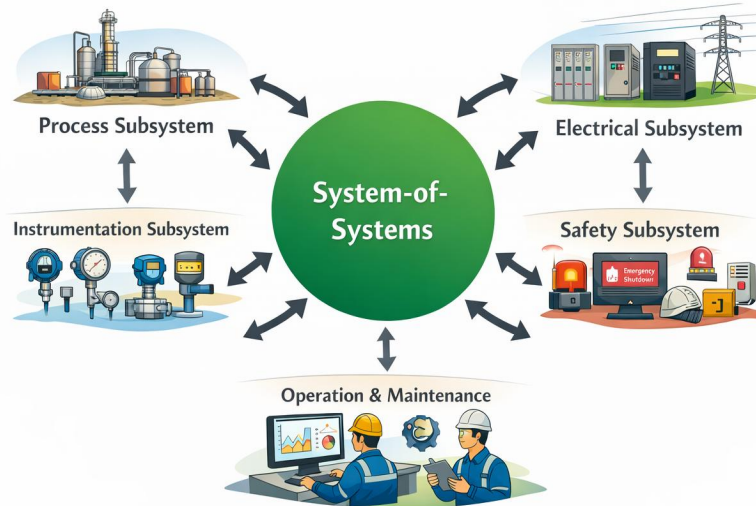 Process Subsystem
Electrical Subsystem
System-of-
Systems
Instrumentation Subsystem
Safety Subsystem
Emergency
Shutdown
Operation & Maintenance